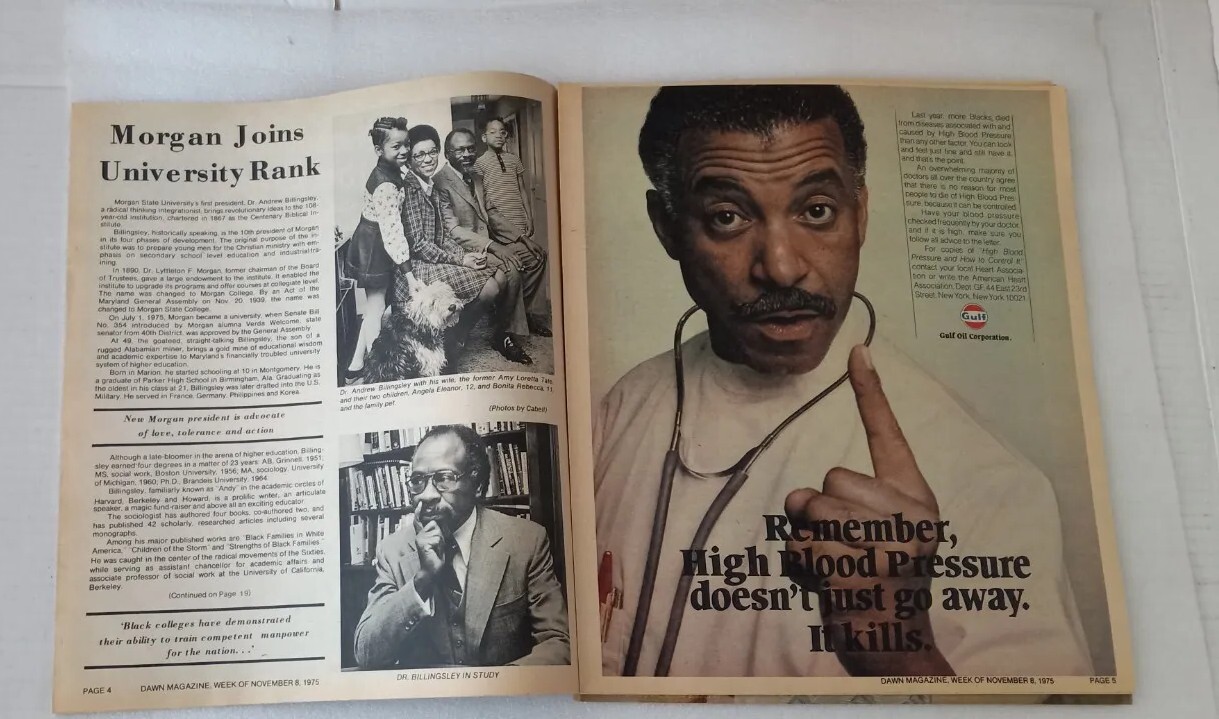 Morgan Joins
University Rank
Morgan State University's first president, Dr. Andrew Billingsley,
a radical thinking integrationist, brings revolutionary ideas to the 108-
year-old institution, chartered in 1867 as the Centenary Biblical In-
stitute.
Billingsley, historically speaking, is the 10th president of Morgan
in its four phases of development. The original purpose of the in-
stitute was to prepare young men for the Christian ministry with em-
phasis on secondary school level education and industrial tra-
ining.
In 1890, Dr. Lyttleton F. Morgan, former chairman of the Board
of Trustees, gave a large endowment to the institute. It enabled the
institute to upgrade its programs and offer courses at collegiate level.
The name was changed to Morgan College. By an Act of the
Maryland General Assembly on Nov. 20, 1939, the name was
changed to Morgan State College.
On July 1, 1975, Morgan became a university, when Senate Bill
No. 354 introduced by Morgan alumna Verda Welcome, state
senator from 40th District, was approved by the General Assembly.
At 49, the goateed, straight-talking Billingsley, the son of a
rugged Alabamian miner, brings a gold mine of educational wisdom
and academic expertise to Maryland's financially troubled university
system of higher education.
Born in Marion, he started schooling at 10 in Montgomery. He is
a graduate of Parker High School in Birmingham, Ala. Graduating as
the oldest in his class at 21, Billingsley was later drafted into the U.S.
Military. He served in France, Germany, Philippines and Korea.
New Morgan president is advocate
of love, tolerance and action
Although a late-bloomer in the arena of higher education, Billing-
sley earned four degrees in a matter of 23 years: AB, Grinnell, 1951;
MS, social work, Boston University, 1956; MA, sociology, University
of Michigan, 1960; Ph.D., Brandeis University, 1964.
Billingsley, familiarly known as "Andy" in the academic circles of
Harvard, Berkeley and Howard, is a prolific writer, an articulate
speaker, a magic fund-raiser and above all an exciting educator.
The sociologist has authored four books, co-authored two, and
has published 42 scholarly, researched articles including several
monographs.
Among his major published works are "Black Families in White
America," "Children of the Storm" and "Strengths of Black Families."
He was caught in the center of the radical movements of the Sixties,
while serving as assistant chancellor for academic affairs and
associate professor of social work at the University of California,
Berkeley.
(Continued on Page 19)
'Black colleges have demonstrated
their ability to train competent manpower
for the nation. . .'
PAGE 4
DAWN MAGAZINE, WEEK OF NOVEMBER 8, 1975
Dr. Andrew Billingsley with his wife, the former Amy Loretta Tate,
and their two children, Angela Eleanor, 12, and Bonita Rebecca, 11,
and the family pet.
(Photos by Cabell)
DR. BILLINGSLEY IN STUDY
Last year, more Blacks, died
from diseases associated with and
caused by High Blood Pressure
than any other factor. You can look
and feel just fine and still have it,
and that's the point.
An overwhelming majority of
doctors all over the country agree
that there is no reason for most
people to die of High Blood Pres-
sure, because it can be controlled.
Have your blood pressure
checked frequently by your doctor,
and if it is high, make sure you
follow all advice to the letter.
For copies of "High Blood
Pressure and How to Control It"
contact your local Heart Associa-
tion or write the American Heart
Association, Dept. GF, 44 East 23rd
Street, New York, New York, 10021.
Gulf
Gulf Oil Corporation.
Remember,
High Blood Pressure
doesn't just go away.
It kills.
DAWN MAGAZINE, WEEK OF NOVEMBER 8, 1975
PAGE 5